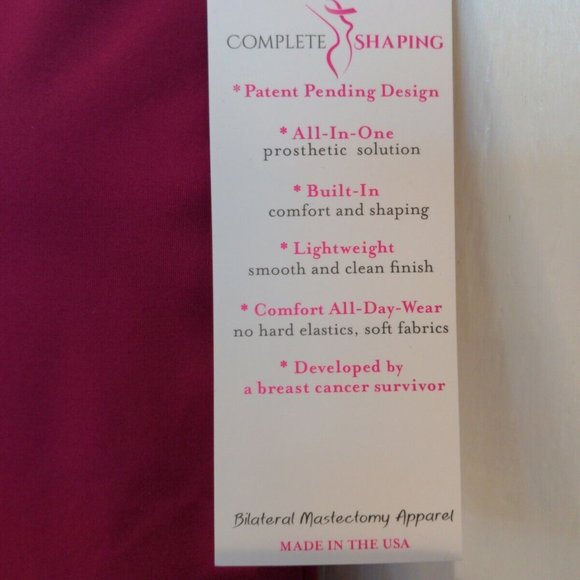 COMPLETE SHAPING
* Patent Pending Design
* All-In-One
prosthetic solution
* Built-In
comfort and shaping
* Lightweight
smooth and clean finish
* Comfort All-Day-Wear
no hard elastics, soft fabrics
* Developed by
a breast cancer survivor
Bilateral Mastectomy Apparel
MADE IN THE USA